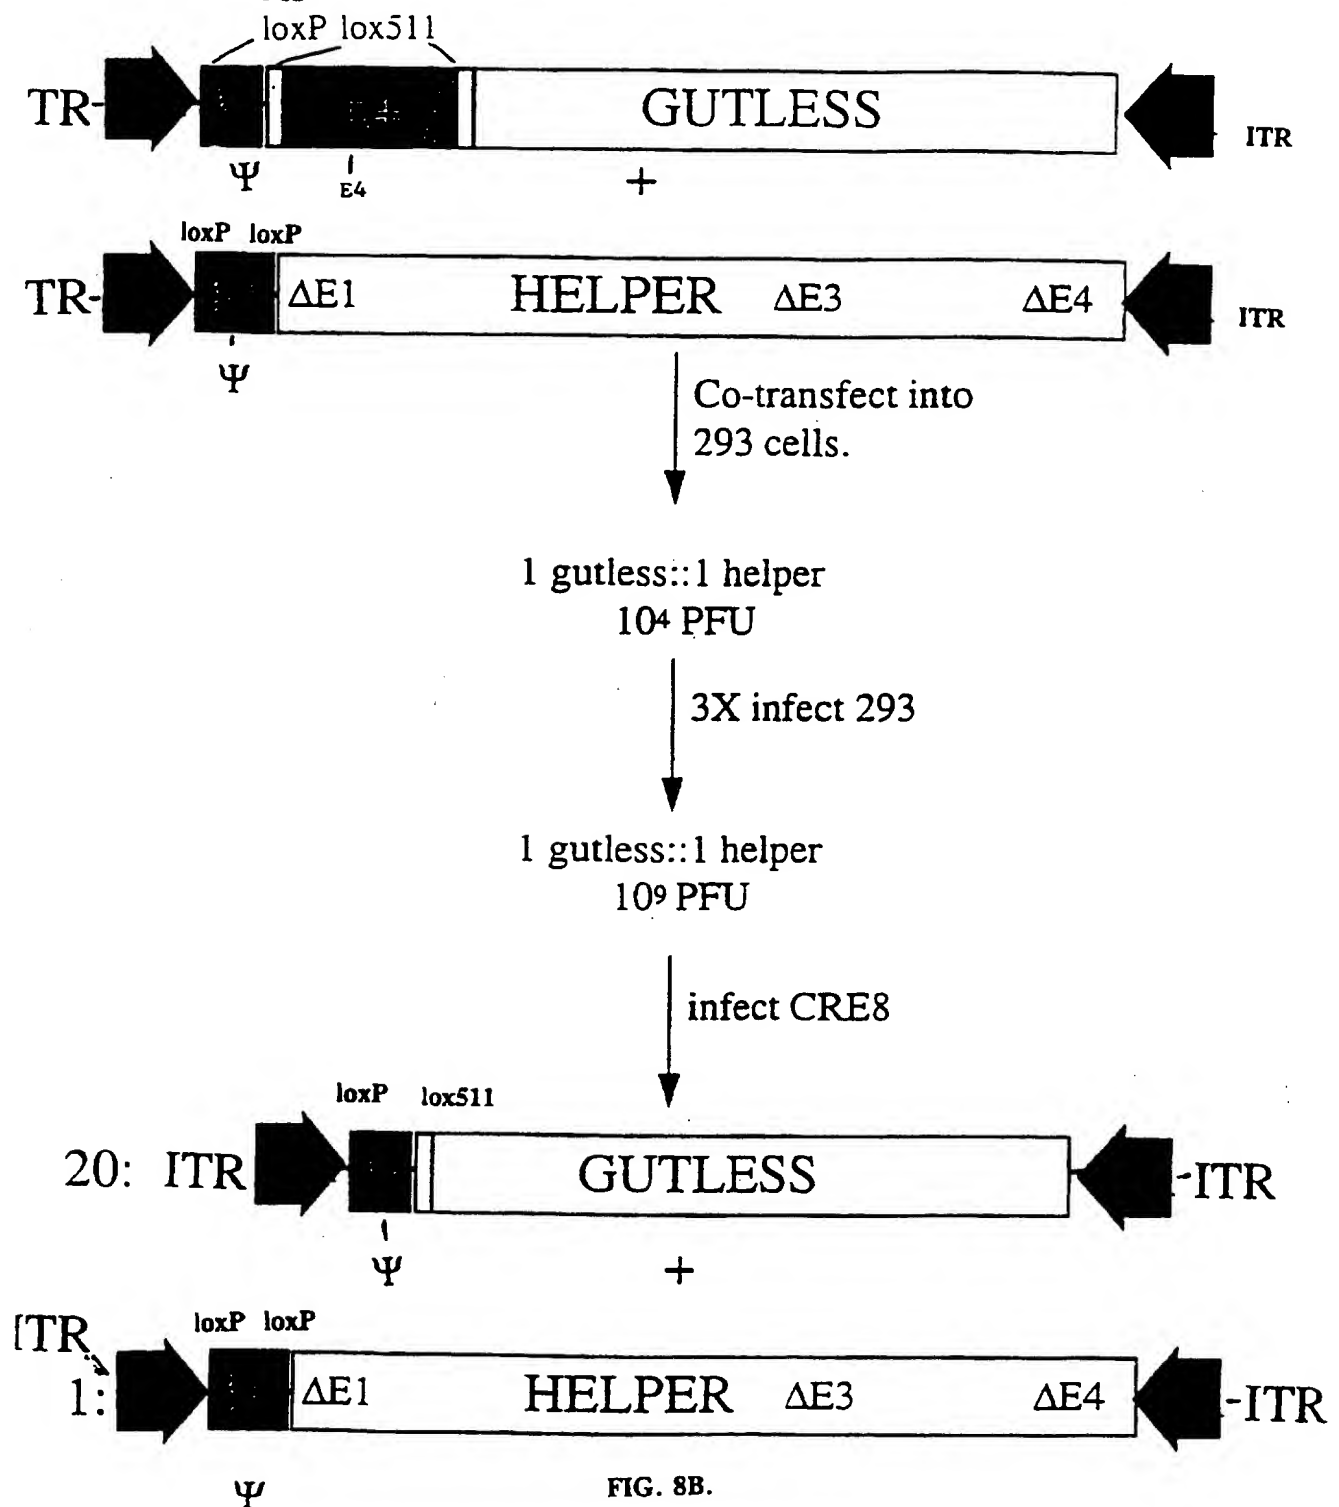 loxP lox511
TR- GUTLESS ITR
Ψ E4
+
loxP loxP
TR- ΔE1 HELPER ΔE3 ΔE4 ITR
Ψ
Co-transfect into
293 cells.
1 gutless::1 helper
10⁴ PFU
3X infect 293
1 gutless::1 helper
10⁹ PFU
infect CRE8
loxP lox511
20: ITR GUTLESS -ITR
Ψ
+
loxP loxP
ITR
1: ΔE1 HELPER ΔE3 ΔE4 -ITR
Ψ
FIG. 8B.